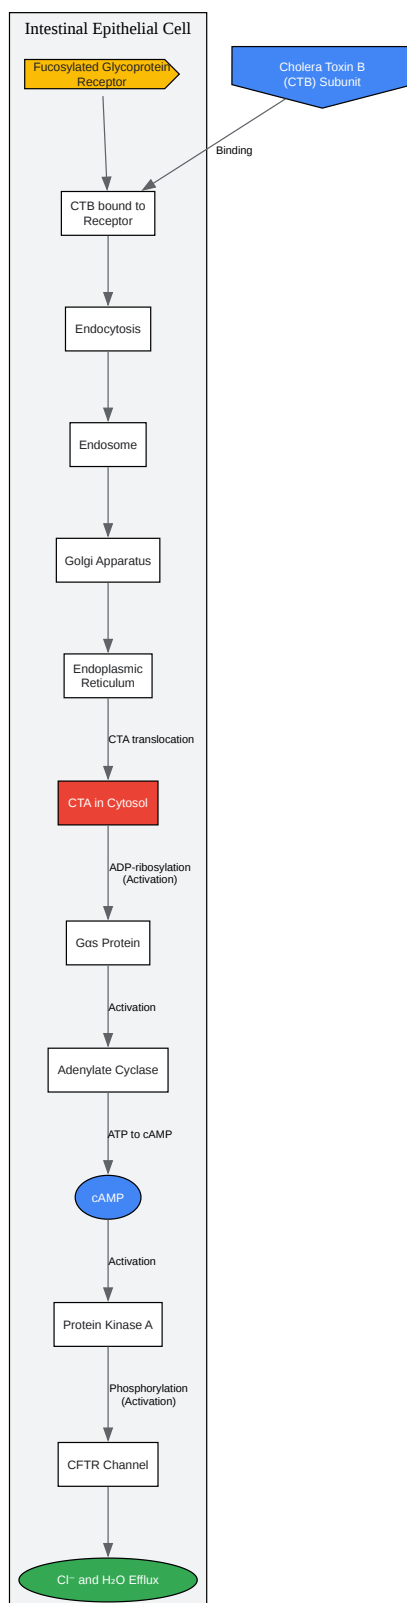 Intestinal Epithelial Cell
Fucosylated Glycoprotein
Receptor
Cholera Toxin B
(CTB) Subunit
Binding
CTB bound to
Receptor
Endocytosis
Endosome
Golgi Apparatus
Endoplasmic
Reticulum
CTA translocation
CTA in Cytosol
ADP-ribosylation
(Activation)
Gαs Protein
Activation
Adenylate Cyclase
ATP to cAMP
cAMP
Activation
Protein Kinase A
Phosphorylation
(Activation)
CFTR Channel
Cl⁻ and H₂O Efflux